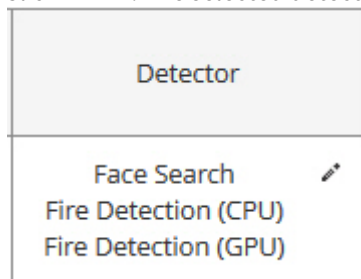 Detector
Face Search
Fire Detection (CPU)
Fire Detection (GPU)